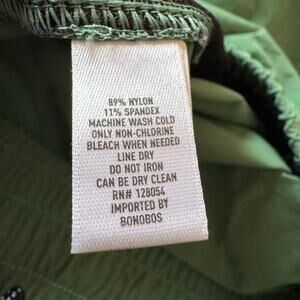 89% NYLON
11% SPANDEX
MACHINE WASH COLD
ONLY NON-CHLORINE
BLEACH WHEN NEEDED
LINE DRY
DO NOT IRON
CAN BE DRY CLEAN
RN# 128054
IMPORTED BY
BONOBOS